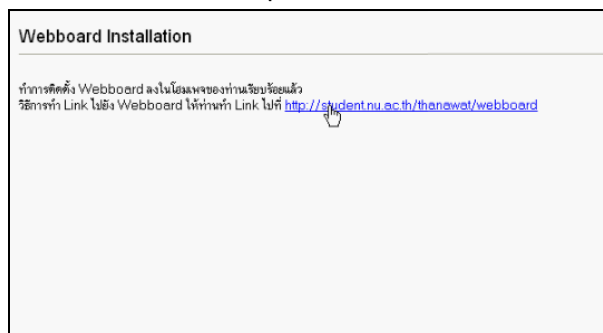 Webboard Installation
ทำการติดตั้ง Webboard ลงในโฮมเพจของท่านเรียบร้อยแล้ว
วิธีการทำ Link ไปยัง Webboard ให้ท่านทำ Link ไปที่ http://student.nu.ac.th/thanawat/webboard